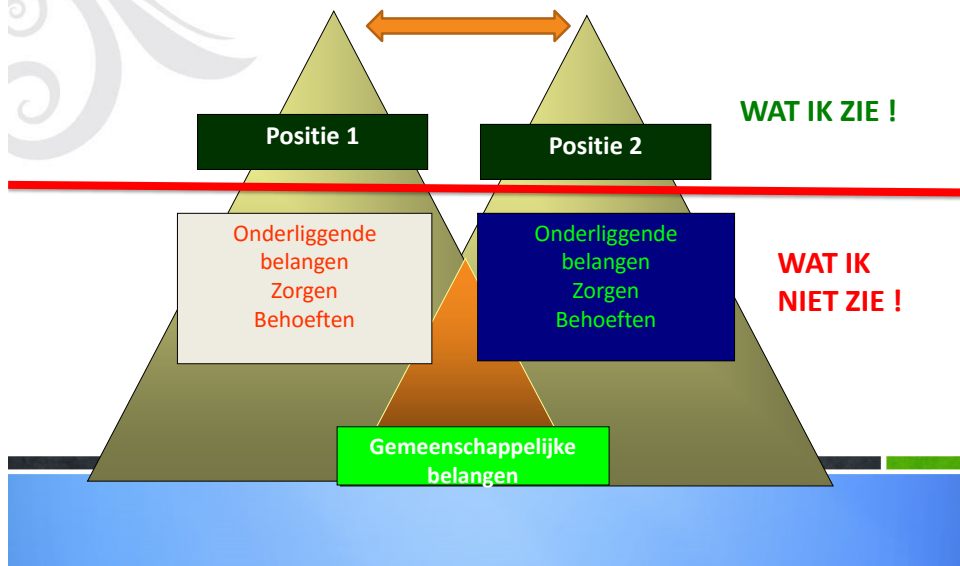 Positie 1
Positie 2
WAT IK ZIE !
Onderliggende
belangen
Zorgen
Behoeften
Onderliggende
belangen
Zorgen
Behoeften
WAT IK
NIET ZIE !
Gemeenschappelijke
belangen